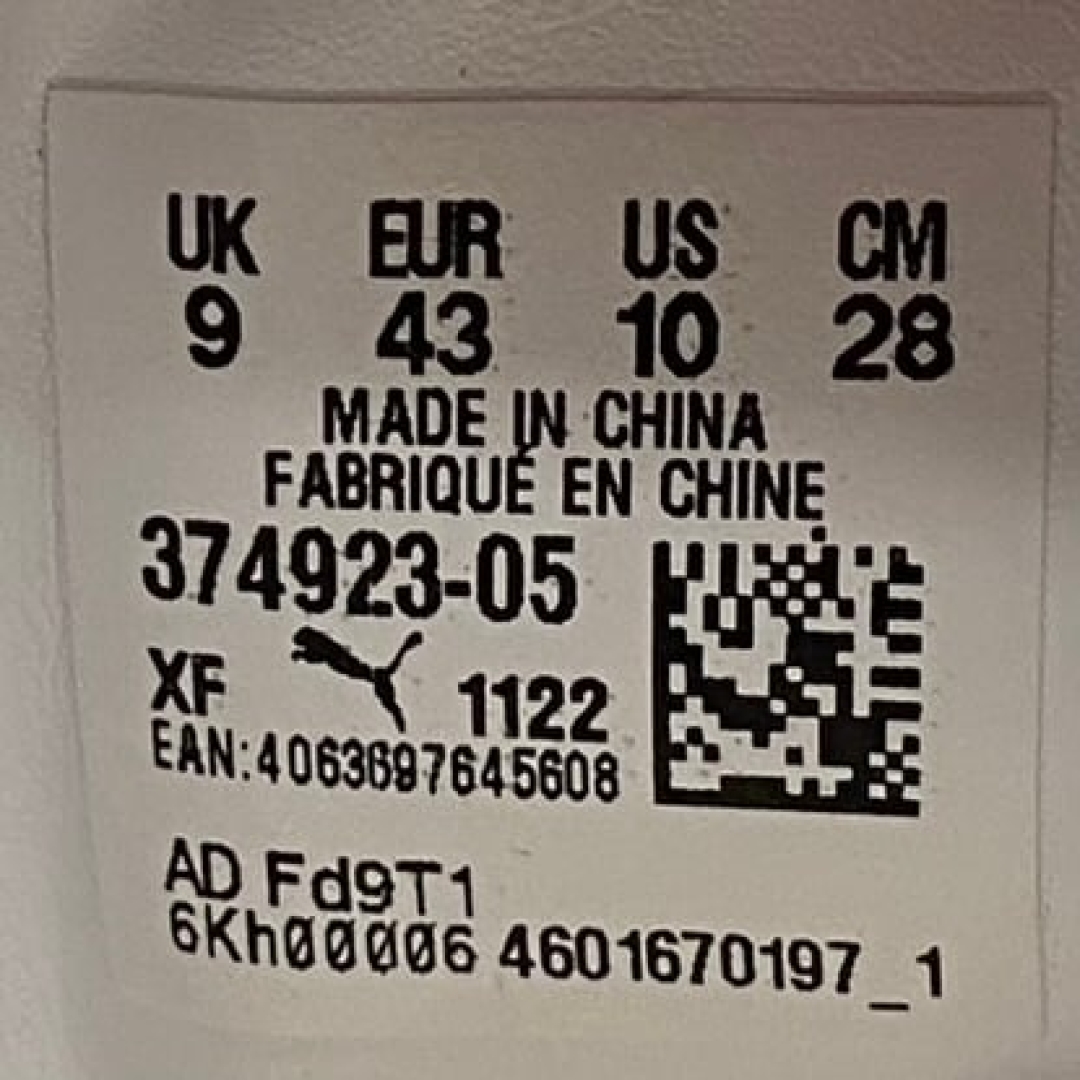 UK EUR US CM
9 43 10 28
MADE IN CHINA
FABRIQUÉ EN CHINE
374923-05
XF 1122
EAN:4063697645608
AD Fd9T1
6Kh00006 4601670197_1